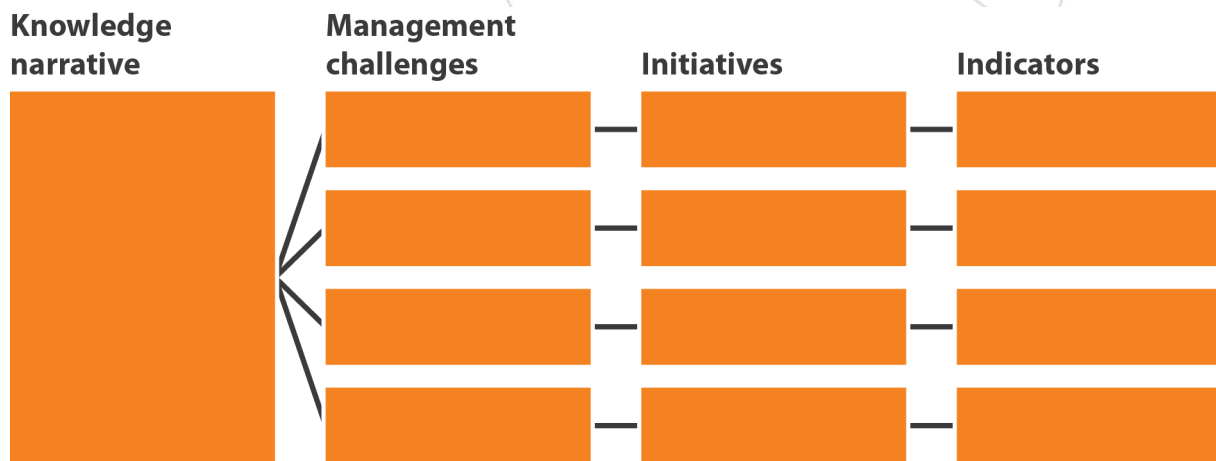 Knowledge
narrative
Management
challenges
Initiatives
Indicators